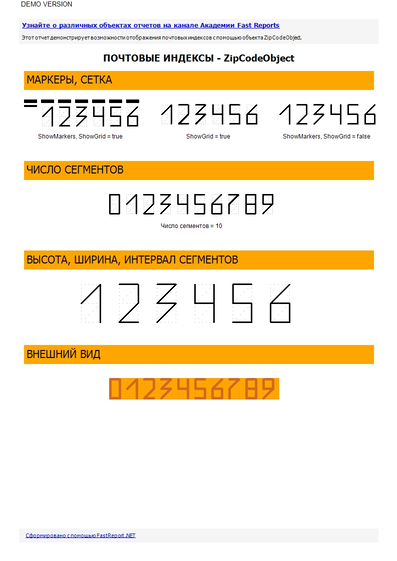 DEMO VERSION
Узнайте о различных объектах отчетов на канале Академии Fast Reports
Этот отчет демонстрирует возможности отображения почтовых индексов с помощью объекта ZipCodeObject.
ПОЧТОВЫЕ ИНДЕКСЫ - ZipCodeObject
МАРКЕРЫ, СЕТКА
123456 123456 123456
ShowMarkers, ShowGrid = true ShowGrid = true ShowMarkers, ShowGrid = false
ЧИСЛО СЕГМЕНТОВ
0123456789
Число сегментов = 10
ВЫСОТА, ШИРИНА, ИНТЕРВАЛ СЕГМЕНТОВ
123456
ВНЕШНИЙ ВИД
0123456789
Сформировано с помощью FastReport .NET